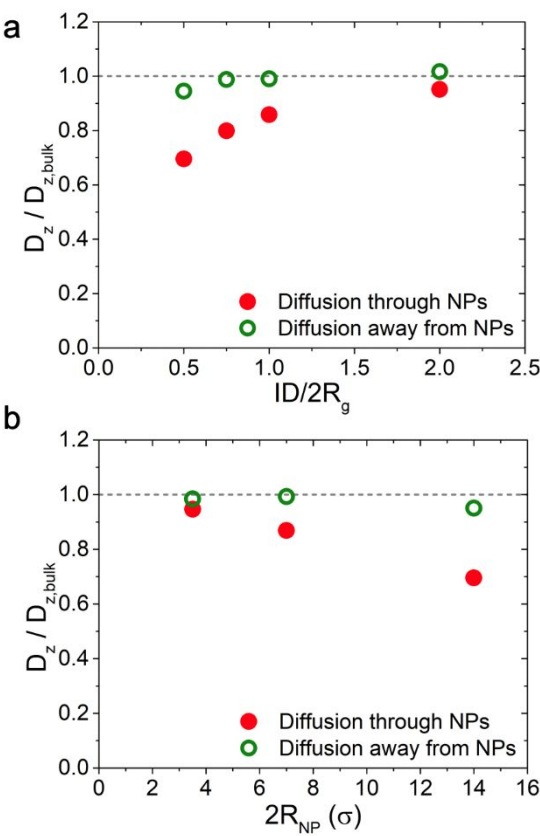 a
1.2
1.0
0.8
0.6
0.4
0.2
0.0
D_z / D_z,bulk
Diffusion through NPs
Diffusion away from NPs
0.0 0.5 1.0 1.5 2.0 2.5
ID/2R_g
b
1.2
1.0
0.8
0.6
0.4
0.2
0.0
D_z / D_z,bulk
Diffusion through NPs
Diffusion away from NPs
0 2 4 6 8 10 12 14 16
2R_NP (σ)